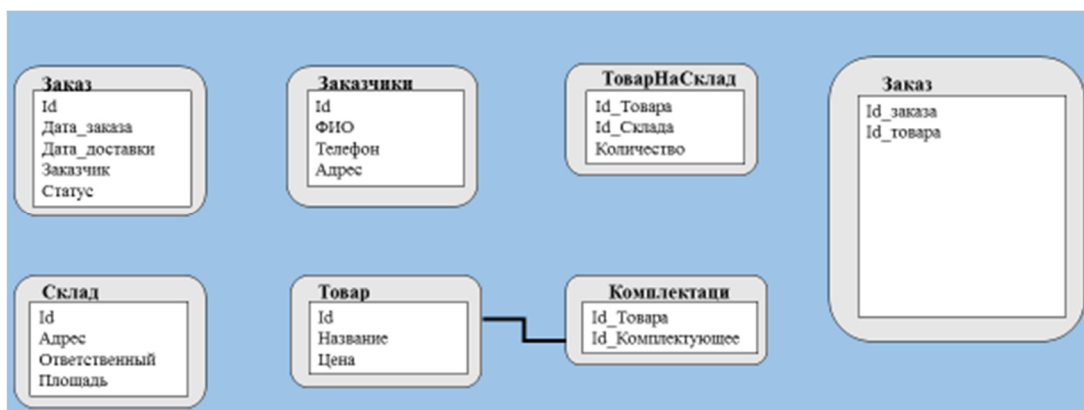 Заказ
Id
Дата_заказа
Дата_доставки
Заказчик
Статус
Заказчики
Id
ФИО
Телефон
Адрес
ТоварНаСклад
Id_Товара
Id_Склада
Количество
Заказ
Id_заказа
Id_товара
Склад
Id
Адрес
Ответственный
Площадь
Товар
Id
Название
Цена
Комплектаци
Id_Товара
Id_Комплектующее